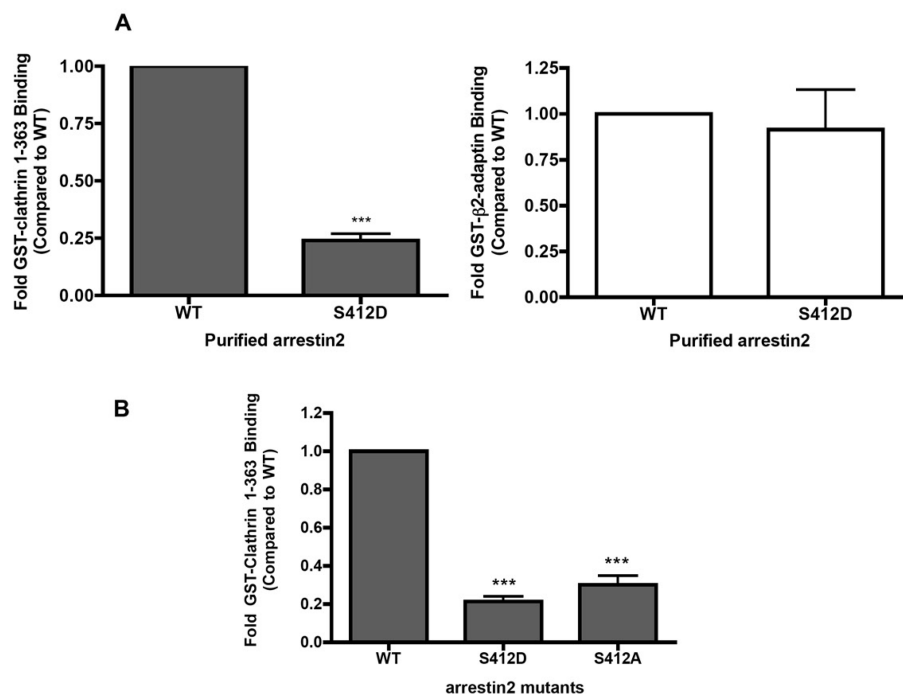 A
Fold GST-clathrin 1-363 Binding
(Compared to WT)
1.00
0.75
0.50
0.25
0.00
***
WT
S412D
Purified arrestin2
Fold GST-β2-adaptin Binding
(Compared to WT)
1.25
1.00
0.75
0.50
0.25
0.00
WT
S412D
Purified arrestin2
B
Fold GST-Clathrin 1-363 Binding
(Compared to WT)
1.2
1.0
0.8
0.6
0.4
0.2
0.0
***
***
WT
S412D
S412A
arrestin2 mutants